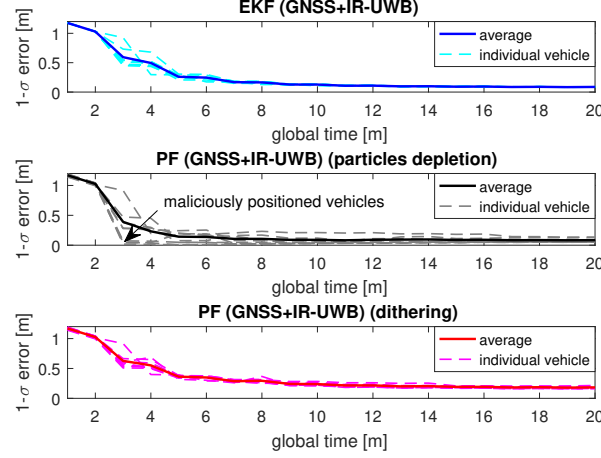 EKF (GNSS+IR-UWB)
1-σ error [m]
1
0.5
0
average
individual vehicle
2 4 6 8 10 12 14 16 18 20
global time [m]
PF (GNSS+IR-UWB) (particles depletion)
1-σ error [m]
1
0.5
0
maliciously positioned vehicles
average
individual vehicle
2 4 6 8 10 12 14 16 18 20
global time [m]
PF (GNSS+IR-UWB) (dithering)
1-σ error [m]
1
0.5
0
average
individual vehicle
2 4 6 8 10 12 14 16 18 20
global time [m]